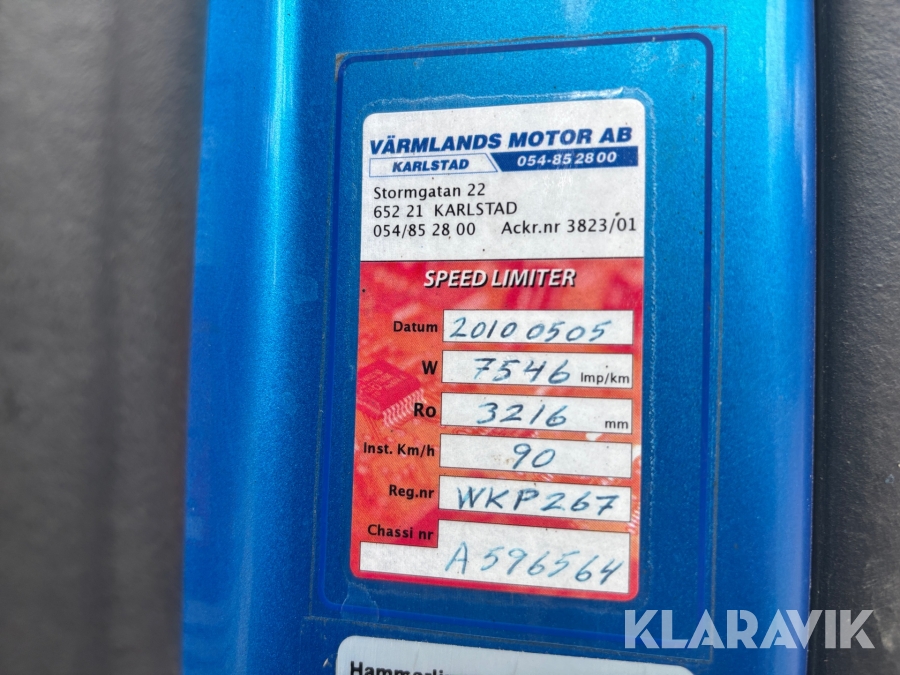 VÄRMLANDS MOTOR AB
KARLSTAD 054-85 28 00
Stormgatan 22
652 21 KARLSTAD
054/85 28 00 Ackr.nr 3823/01
SPEED LIMITER
Datum 2010 0505
W 7546 Imp/km
Ro 3216 mm
Inst. Km/h 90
Reg.nr WKP267
Chassi nr
A596564
KLARAVIK